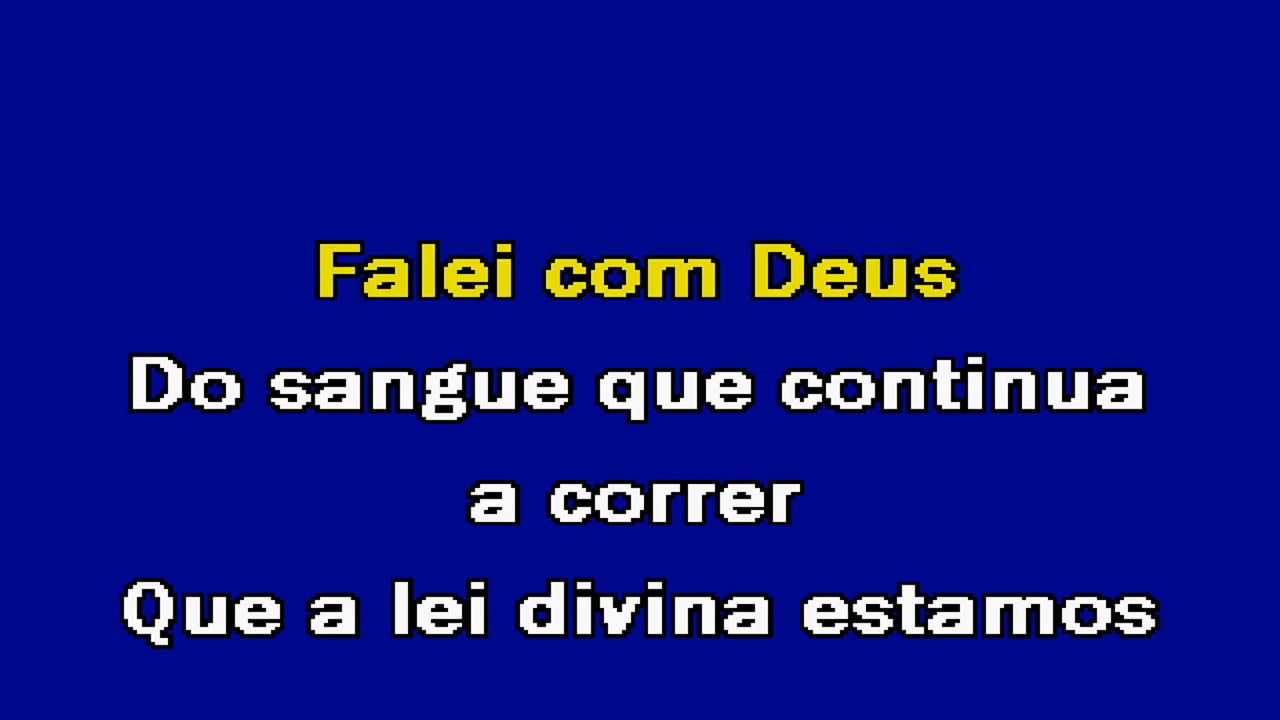 Falei com Deus
Do sangue que continua
a correr
Que a lei divina estamos